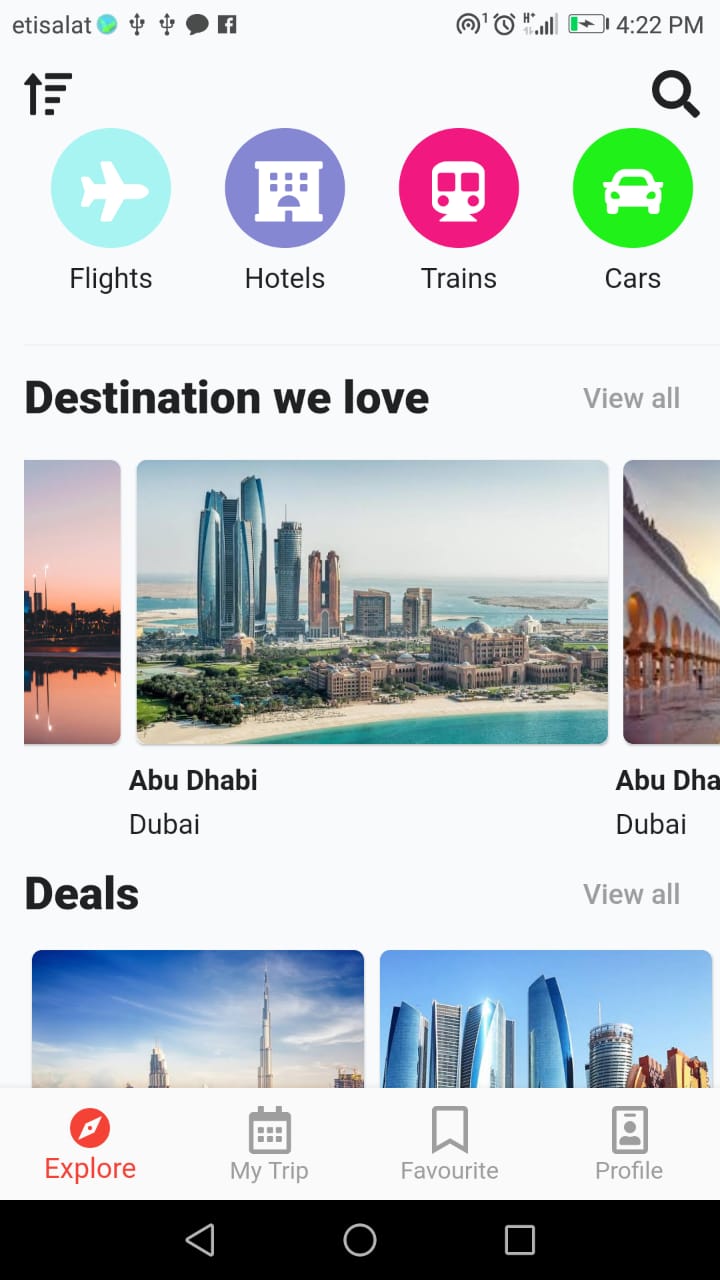 etisalat 1 H+ 4:22 PM
Flights Hotels Trains Cars
Destination we love View all
Abu Dhabi Abu Dha
Dubai Dubai
Deals View all
Explore My Trip Favourite Profile